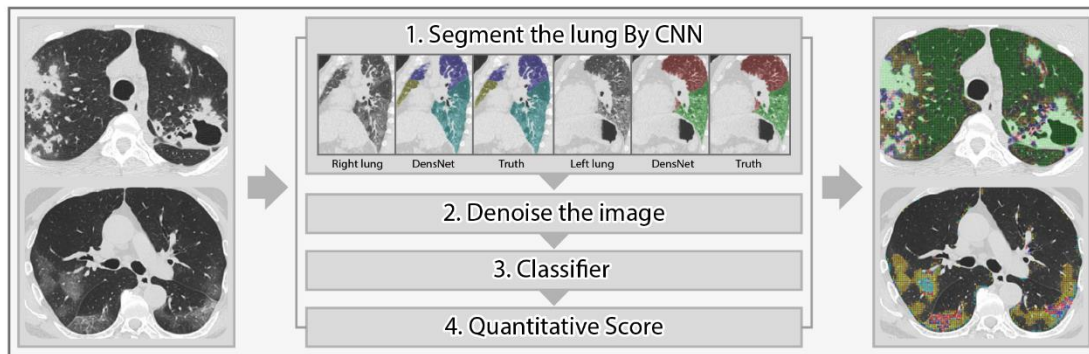 1. Segment the lung By CNN
Right lung DensNet Truth Left lung DensNet Truth
2. Denoise the image
3. Classifier
4. Quantitative Score